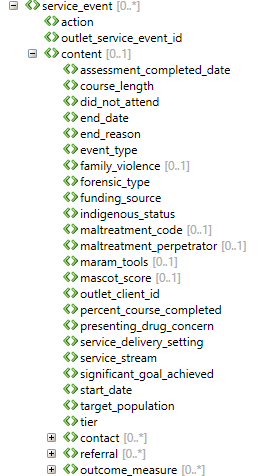 service_event [0..*]
action
outlet_service_event_id
content [0..1]
assessment_completed_date
course_length
did_not_attend
end_date
end_reason
event_type
family_violence [0..1]
forensic_type
funding_source
indigenous_status
maltreatment_code [0..1]
maltreatment_perpetrator [0..1]
maram_tools [0..1]
mascot_score [0..1]
outlet_client_id
percent_course_completed
presenting_drug_concern
service_delivery_setting
service_stream
significant_goal_achieved
start_date
target_population
tier
contact [0..*]
referral [0..*]
outcome_measure [0..*]